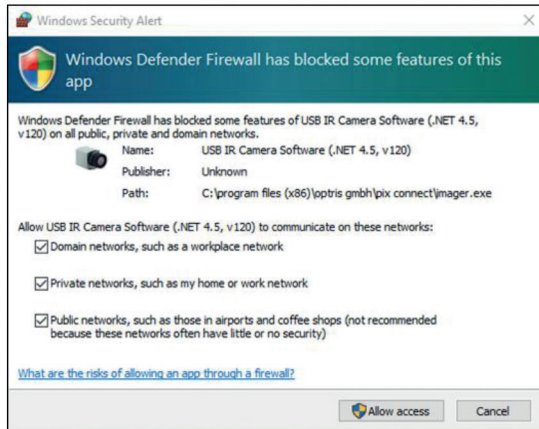 Windows Security Alert
Windows Defender Firewall has blocked some features of this
app
Windows Defender Firewall has blocked some features of USB IR Camera Software (.NET 4.5,
v120) on all public, private and domain networks.
Name: USB IR Camera Software (.NET 4.5, v120)
Publisher: Unknown
Path: C:\program files (x86)\optris gmbh\pix connect\imager.exe
Allow USB IR Camera Software (.NET 4.5, v120) to communicate on these networks:
Domain networks, such as a workplace network
Private networks, such as my home or work network
Public networks, such as those in airports and coffee shops (not recommended
because these networks often have little or no security)
What are the risks of allowing an app through a firewall?
Allow access Cancel